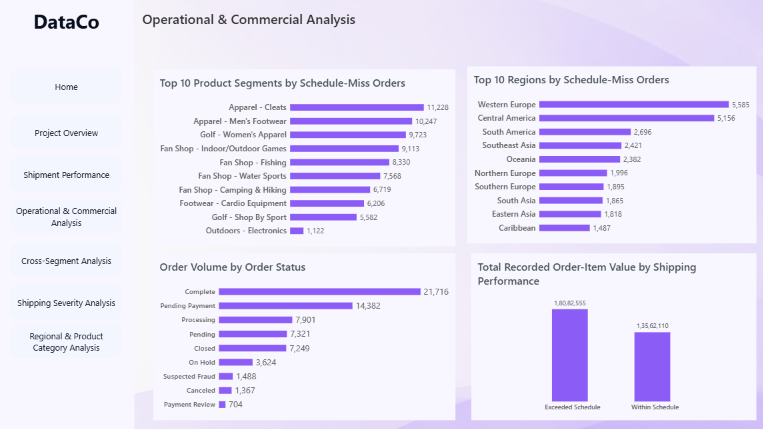 DataCo
Operational & Commercial Analysis
Home
Project Overview
Shipment Performance
Operational & Commercial
Analysis
Cross-Segment Analysis
Shipping Severity Analysis
Regional & Product
Category Analysis
Top 10 Product Segments by Schedule-Miss Orders
Apparel - Cleats 11,228
Apparel - Men's Footwear 10,247
Golf - Women's Apparel 9,723
Fan Shop - Indoor/Outdoor Games 9,113
Fan Shop - Fishing 8,330
Fan Shop - Water Sports 7,568
Fan Shop - Camping & Hiking 6,719
Footwear - Cardio Equipment 6,206
Golf - Shop By Sport 5,582
Outdoors - Electronics 1,122
Top 10 Regions by Schedule-Miss Orders
Western Europe 5,585
Central America 5,156
South America 2,696
Southeast Asia 2,421
Oceania 2,382
Northern Europe 1,996
Southern Europe 1,895
South Asia 1,865
Eastern Asia 1,818
Caribbean 1,487
Order Volume by Order Status
Complete 21,716
Pending Payment 14,382
Processing 7,901
Pending 7,321
Closed 7,249
On Hold 3,624
Suspected Fraud 1,488
Canceled 1,367
Payment Review 704
Total Recorded Order-Item Value by Shipping
Performance
1,80,82,555
1,35,62,110
Exceeded Schedule
Within Schedule